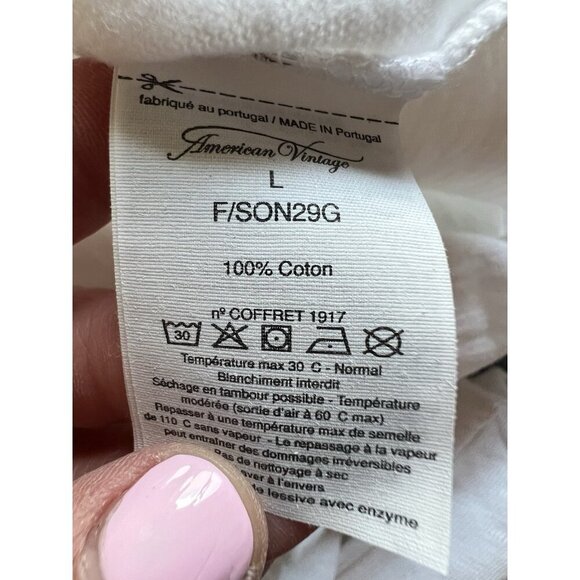 fabriqué au portugal / MADE IN Portugal
American Vintage
L
F/SON29G
100% Coton
nº COFFRET 1917
30
Température max 30 C - Normal
Blanchiment interdit
Séchage en tambour possible - Température
modérée (sortie d'air à 60 C max)
Repasser à une température max de semelle
de 110 C sans vapeur - Le repassage à la vapeur
peut entraîner des dommages irréversibles
Pas de nettoyage à sec
à l'envers
de lessive avec enzyme